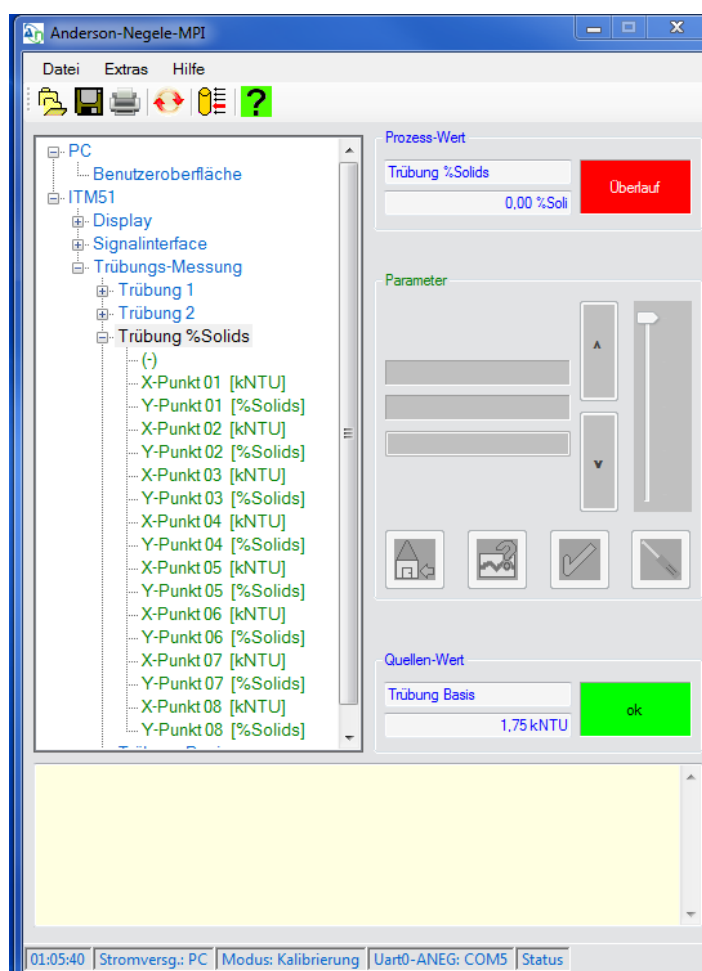 Anderson-Negele-MPI
Datei Extras Hilfe
PC
Benutzeroberfläche
ITM51
Display
Signalinterface
Trübungs-Messung
Trübung 1
Trübung 2
Trübung %Solids
(-)
X-Punkt 01 [kNTU]
Y-Punkt 01 [%Solids]
X-Punkt 02 [kNTU]
Y-Punkt 02 [%Solids]
X-Punkt 03 [kNTU]
Y-Punkt 03 [%Solids]
X-Punkt 04 [kNTU]
Y-Punkt 04 [%Solids]
X-Punkt 05 [kNTU]
Y-Punkt 05 [%Solids]
X-Punkt 06 [kNTU]
Y-Punkt 06 [%Solids]
X-Punkt 07 [kNTU]
Y-Punkt 07 [%Solids]
X-Punkt 08 [kNTU]
Y-Punkt 08 [%Solids]
Prozess-Wert
Trübung %Solids
0,00 %Soli
Überlauf
Parameter
Quellen-Wert
Trübung Basis
1,75 kNTU
ok
01:05:40 Stromversg.: PC Modus: Kalibrierung Uart0-ANEG: COM5 Status